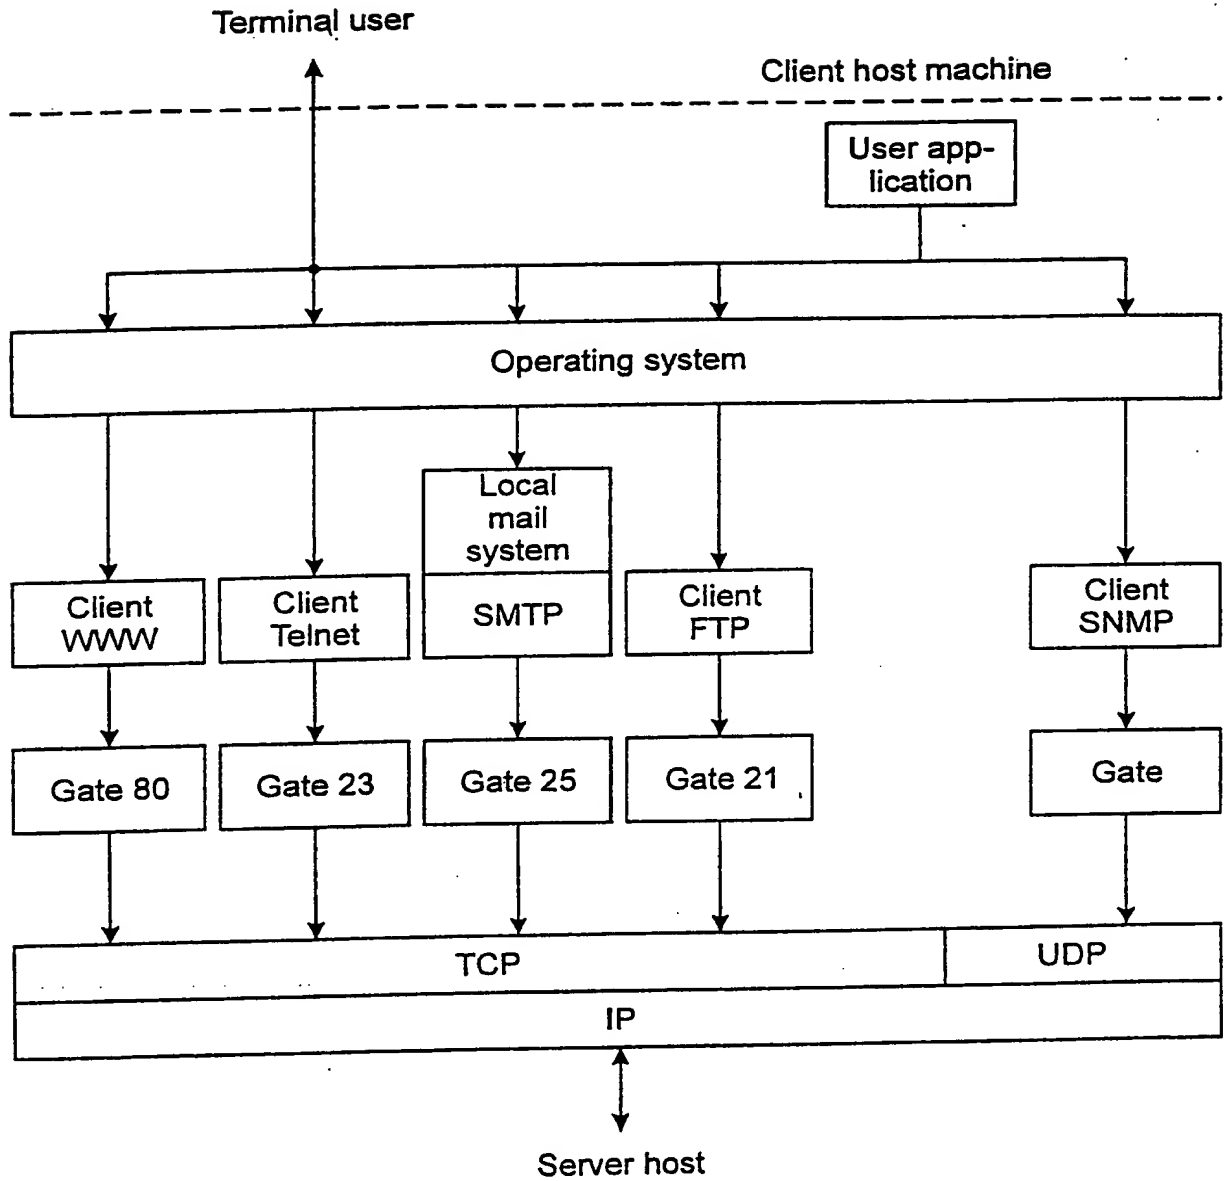 Terminal user
Client host machine
User app-
lication
Operating system
Local
mail
system
Client
WWW
Client
Telnet
SMTP
Client
FTP
Client
SNMP
Gate 80
Gate 23
Gate 25
Gate 21
Gate
TCP
UDP
IP
Server host